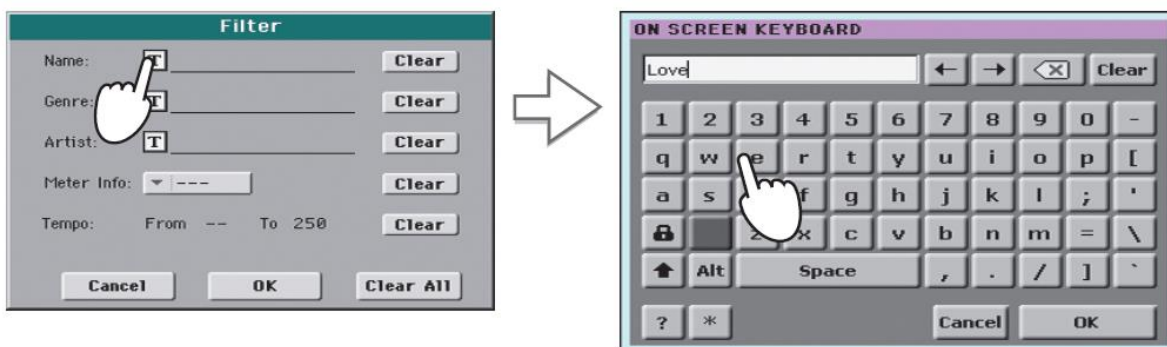 Filter
Name: T Clear
Genre: T Clear
Artist: T Clear
Meter Info: --- Clear
Tempo: From -- To 250 Clear
Cancel OK Clear All
ON SCREEN KEYBOARD
Love ← → Clear
1 2 3 4 5 6 7 8 9 0 -
q w e r t y u i o p [
a s f g h j k l ; '
z x c v b n m = \
Alt Space , . / ] `
? * Cancel OK